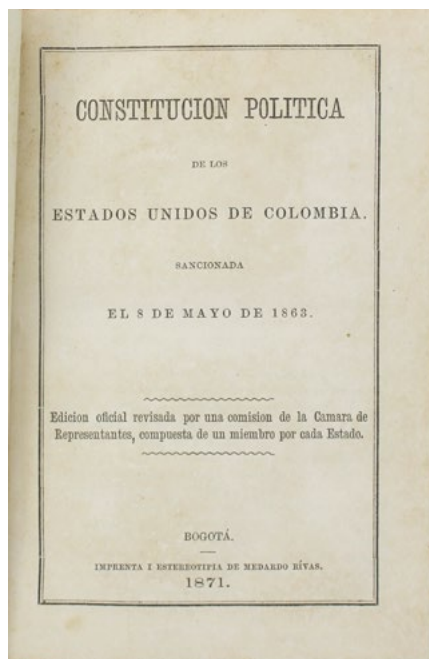 CONSTITUCION POLITICA
DE LOS
ESTADOS UNIDOS DE COLOMBIA.
SANCIONADA
EL 8 DE MAYO DE 1863.
Edicion oficial revisada por una comision de la Camara de
Representantes, compuesta de un miembro por cada Estado.
BOGOTÁ.
IMPRENTA I ESTEREOTIPIA DE MEDARDO RÍVAS.
1871.